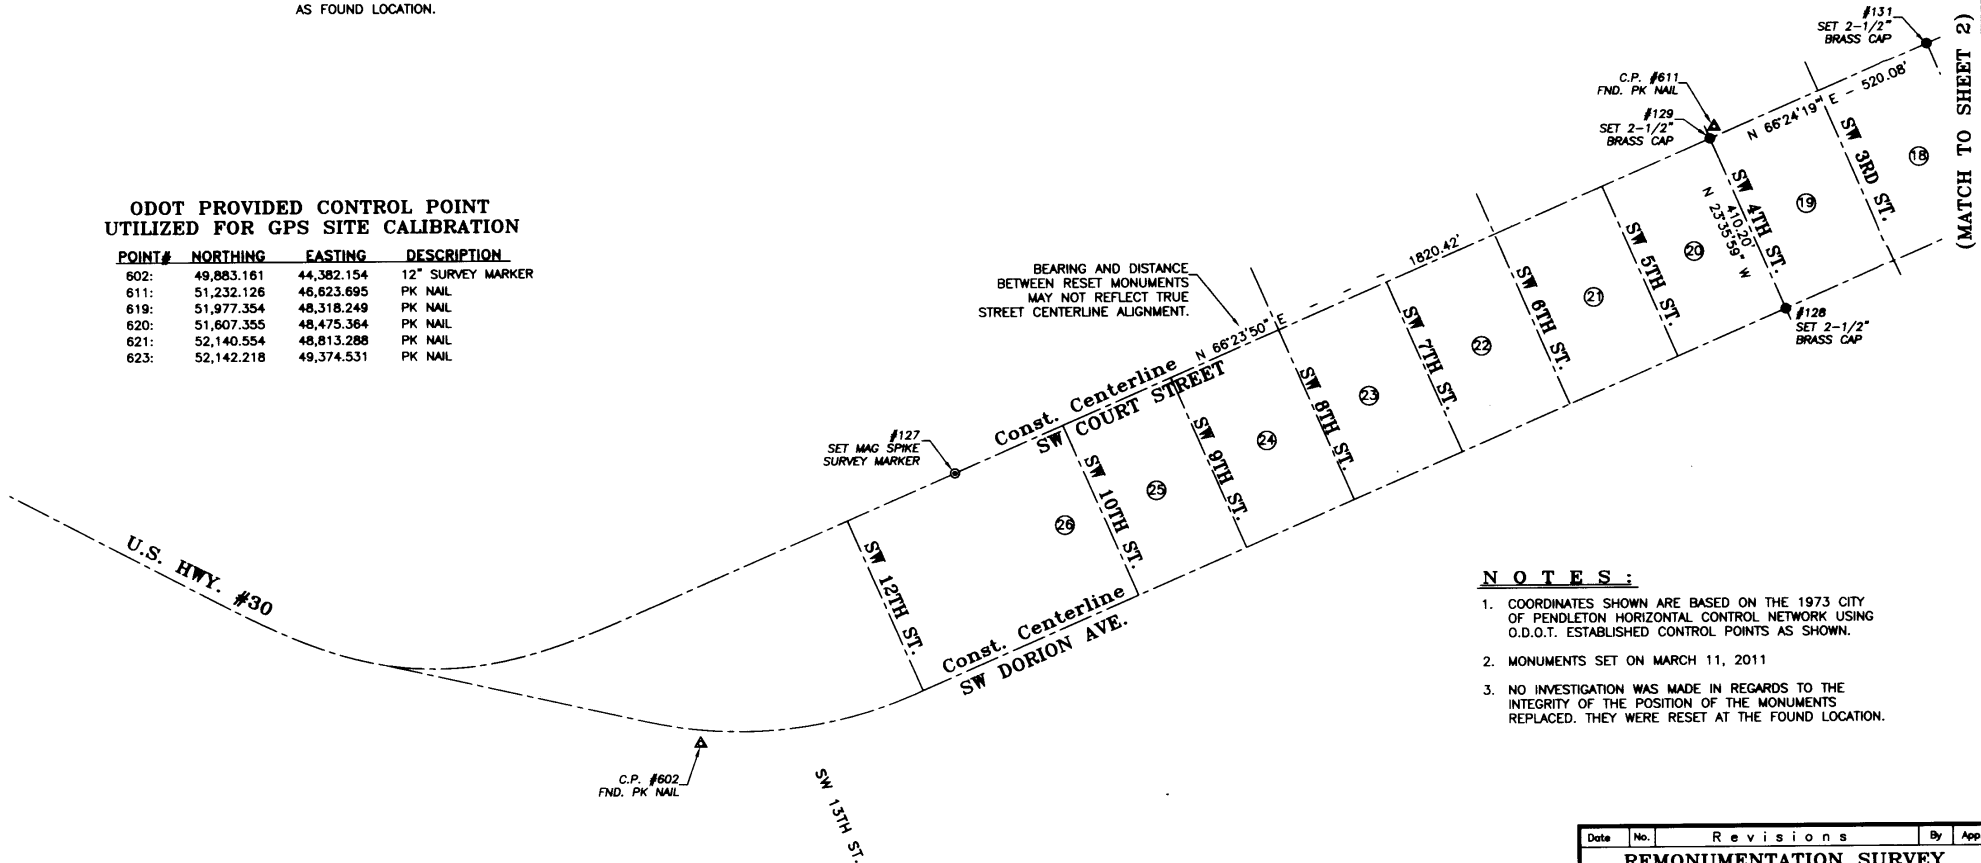 AS FOUND LOCATION.
#131
SET 2-1/2"
BRASS CAP
(MATCH TO SHEET 2)
C.P. #611
FND. PK NAIL
#129
SET 2-1/2"
BRASS CAP
N 66°24'19" E - 520.08'
SW 3RD ST.
18
19
SW 4TH ST.
410.20'
N 23°35'59" W
20
#128
SET 2-1/2"
BRASS CAP
ODOT PROVIDED CONTROL POINT
UTILIZED FOR GPS SITE CALIBRATION
POINT# NORTHING EASTING DESCRIPTION
602: 49,883.161 44,382.154 12" SURVEY MARKER
611: 51,232.126 46,623.695 PK NAIL
619: 51,977.354 48,318.249 PK NAIL
620: 51,607.355 48,475.364 PK NAIL
621: 52,140.554 48,813.288 PK NAIL
623: 52,142.218 49,374.531 PK NAIL
BEARING AND DISTANCE
BETWEEN RESET MONUMENTS
MAY NOT REFLECT TRUE
STREET CENTERLINE ALIGNMENT.
N 66°23'50" E - - 1820.42'
SW 5TH ST.
21
SW 6TH ST.
22
SW 7TH ST.
23
SW 8TH ST.
24
SW 9TH ST.
25
SW 10TH ST.
26
Const. Centerline
SW COURT STREET
#127
SET MAG SPIKE
SURVEY MARKER
SW 12TH ST.
U.S. HWY. #30
Const. Centerline
SW DORION AVE.
C.P. #602
FND. PK NAIL
SW 13TH ST.
NOTES:
1. COORDINATES SHOWN ARE BASED ON THE 1973 CITY
OF PENDLETON HORIZONTAL CONTROL NETWORK USING
O.D.O.T. ESTABLISHED CONTROL POINTS AS SHOWN.
2. MONUMENTS SET ON MARCH 11, 2011
3. NO INVESTIGATION WAS MADE IN REGARDS TO THE
INTEGRITY OF THE POSITION OF THE MONUMENTS
REPLACED. THEY WERE RESET AT THE FOUND LOCATION.
Date No. Revisions By App
REMONUMENTATION SURVEY